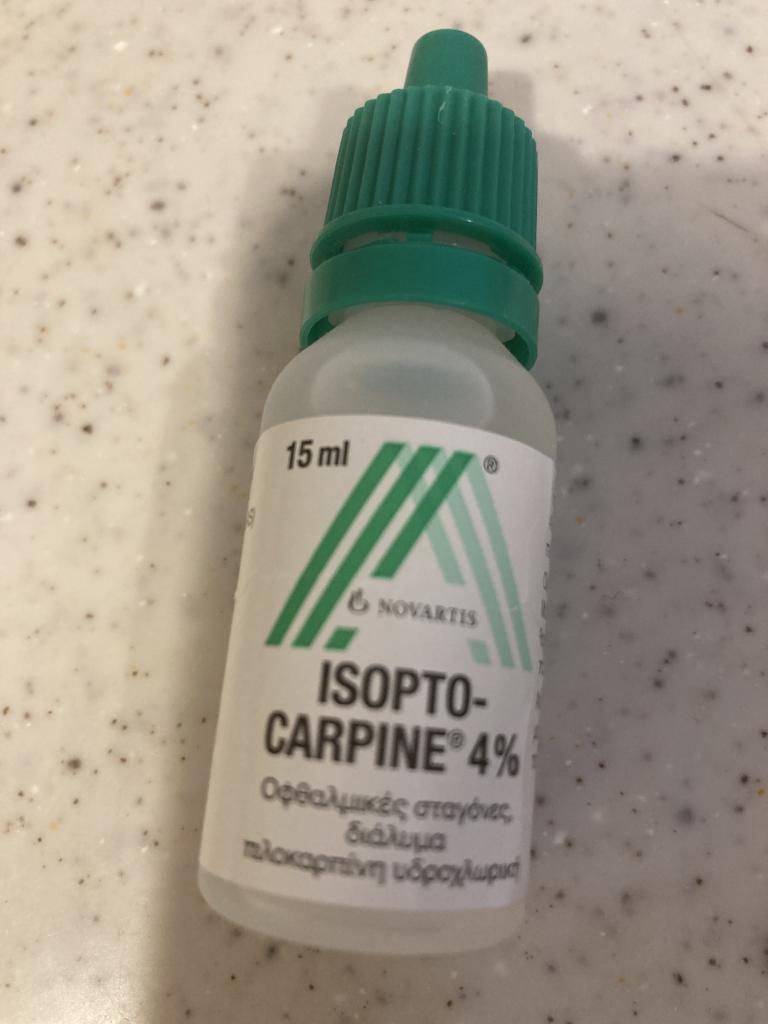 15 ml
®
NOVARTIS
ISOPTO-
CARPINE® 4%
Οφθαλμικές σταγόνες,
διάλυμα
πιλοκαρπίνη υδροχλωρική